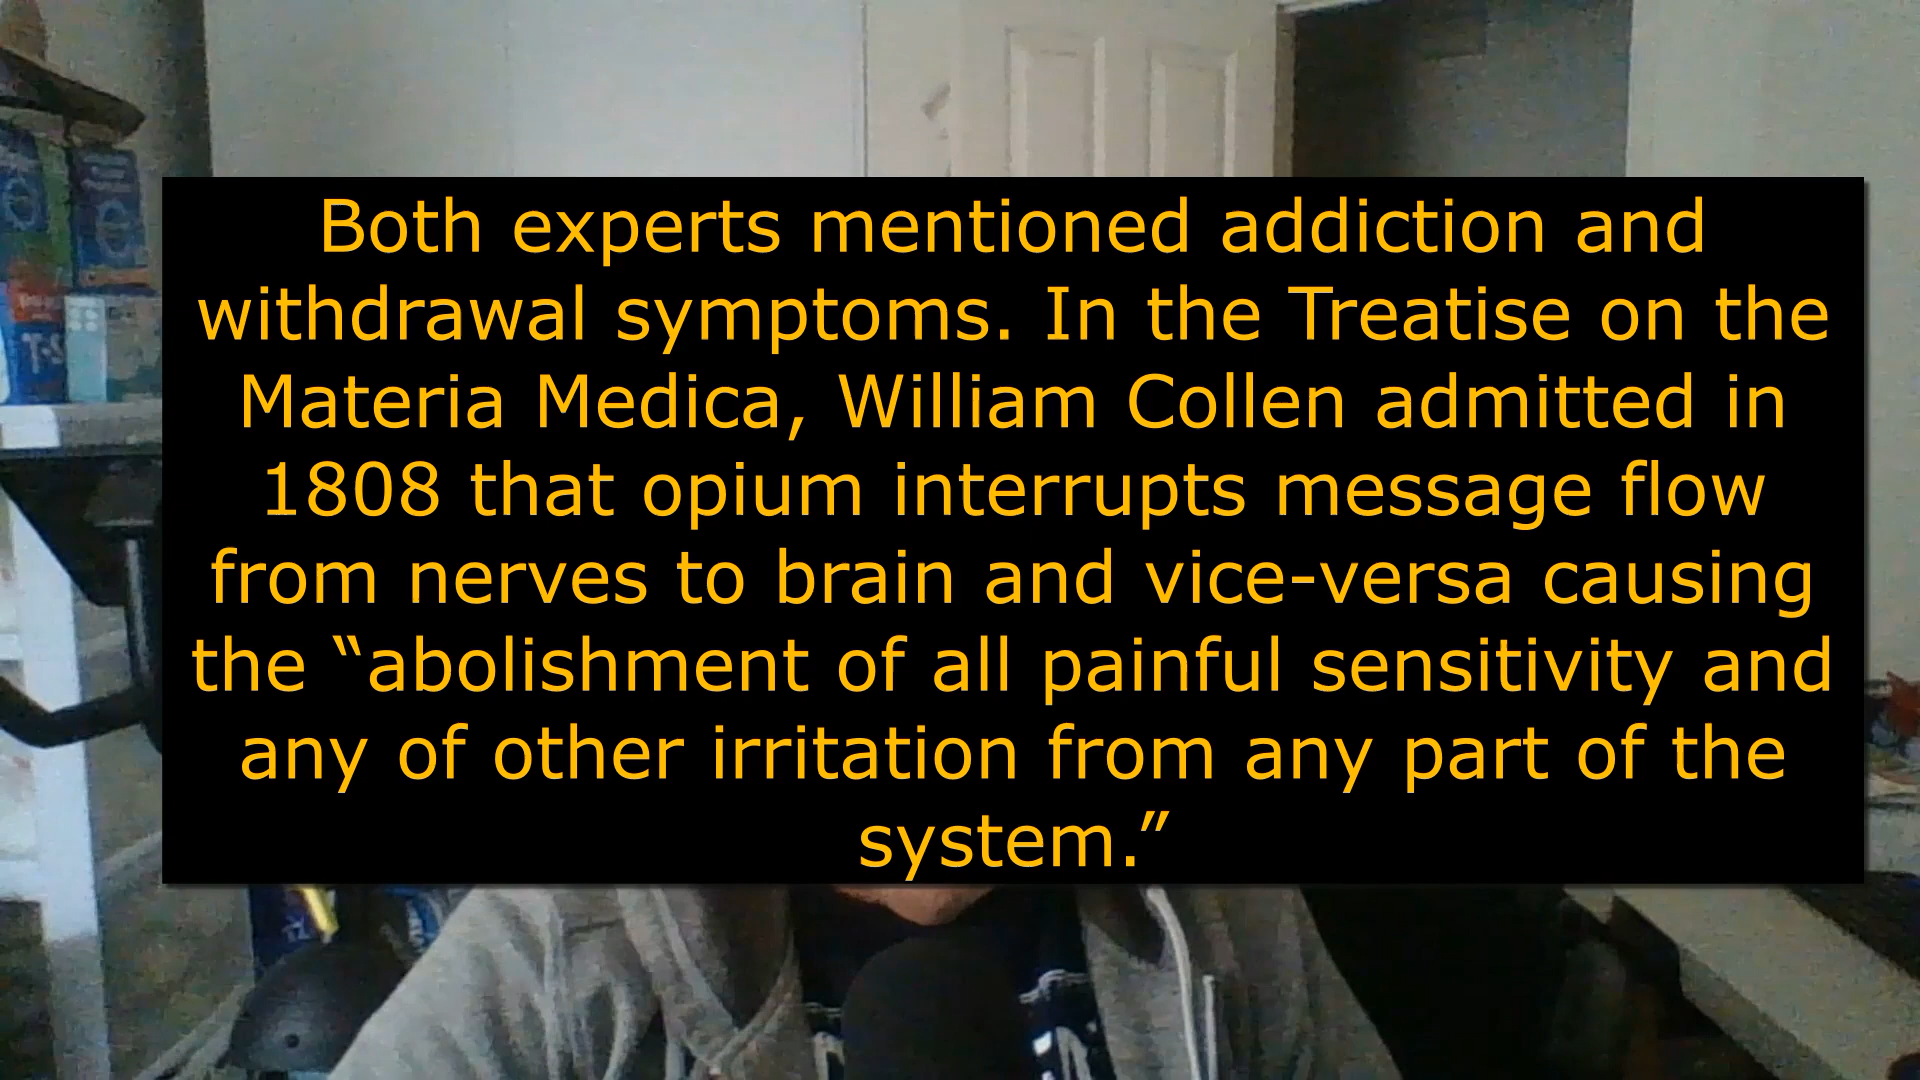 Both experts mentioned addiction and
withdrawal symptoms. In the Treatise on the
Materia Medica, William Collen admitted in
1808 that opium interrupts message flow
from nerves to brain and vice-versa causing
the “abolishment of all painful sensitivity and
any of other irritation from any part of the
system.”
T-S